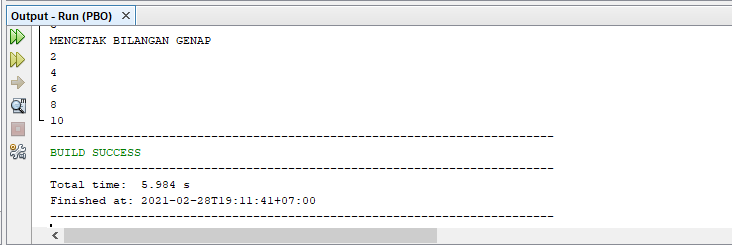 Output - Run (PBO)
MENCETAK BILANGAN GENAP
2
4
6
8
10
------------------------------------------------------------------------
BUILD SUCCESS
------------------------------------------------------------------------
Total time:  5.984 s
Finished at: 2021-02-28T19:11:41+07:00
------------------------------------------------------------------------